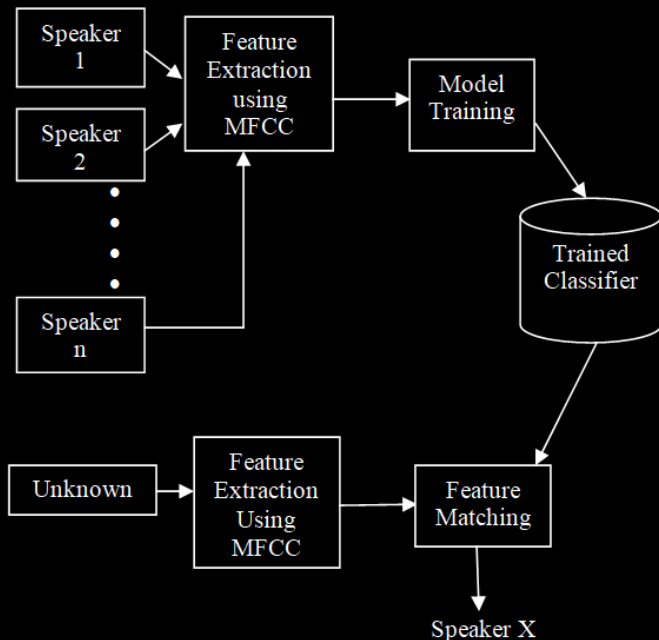 Speaker
1
Feature
Extraction
using
MFCC
Model
Training
Speaker
2
Trained
Classifier
Speaker
n
Unknown
Feature
Extraction
Using
MFCC
Feature
Matching
Speaker X